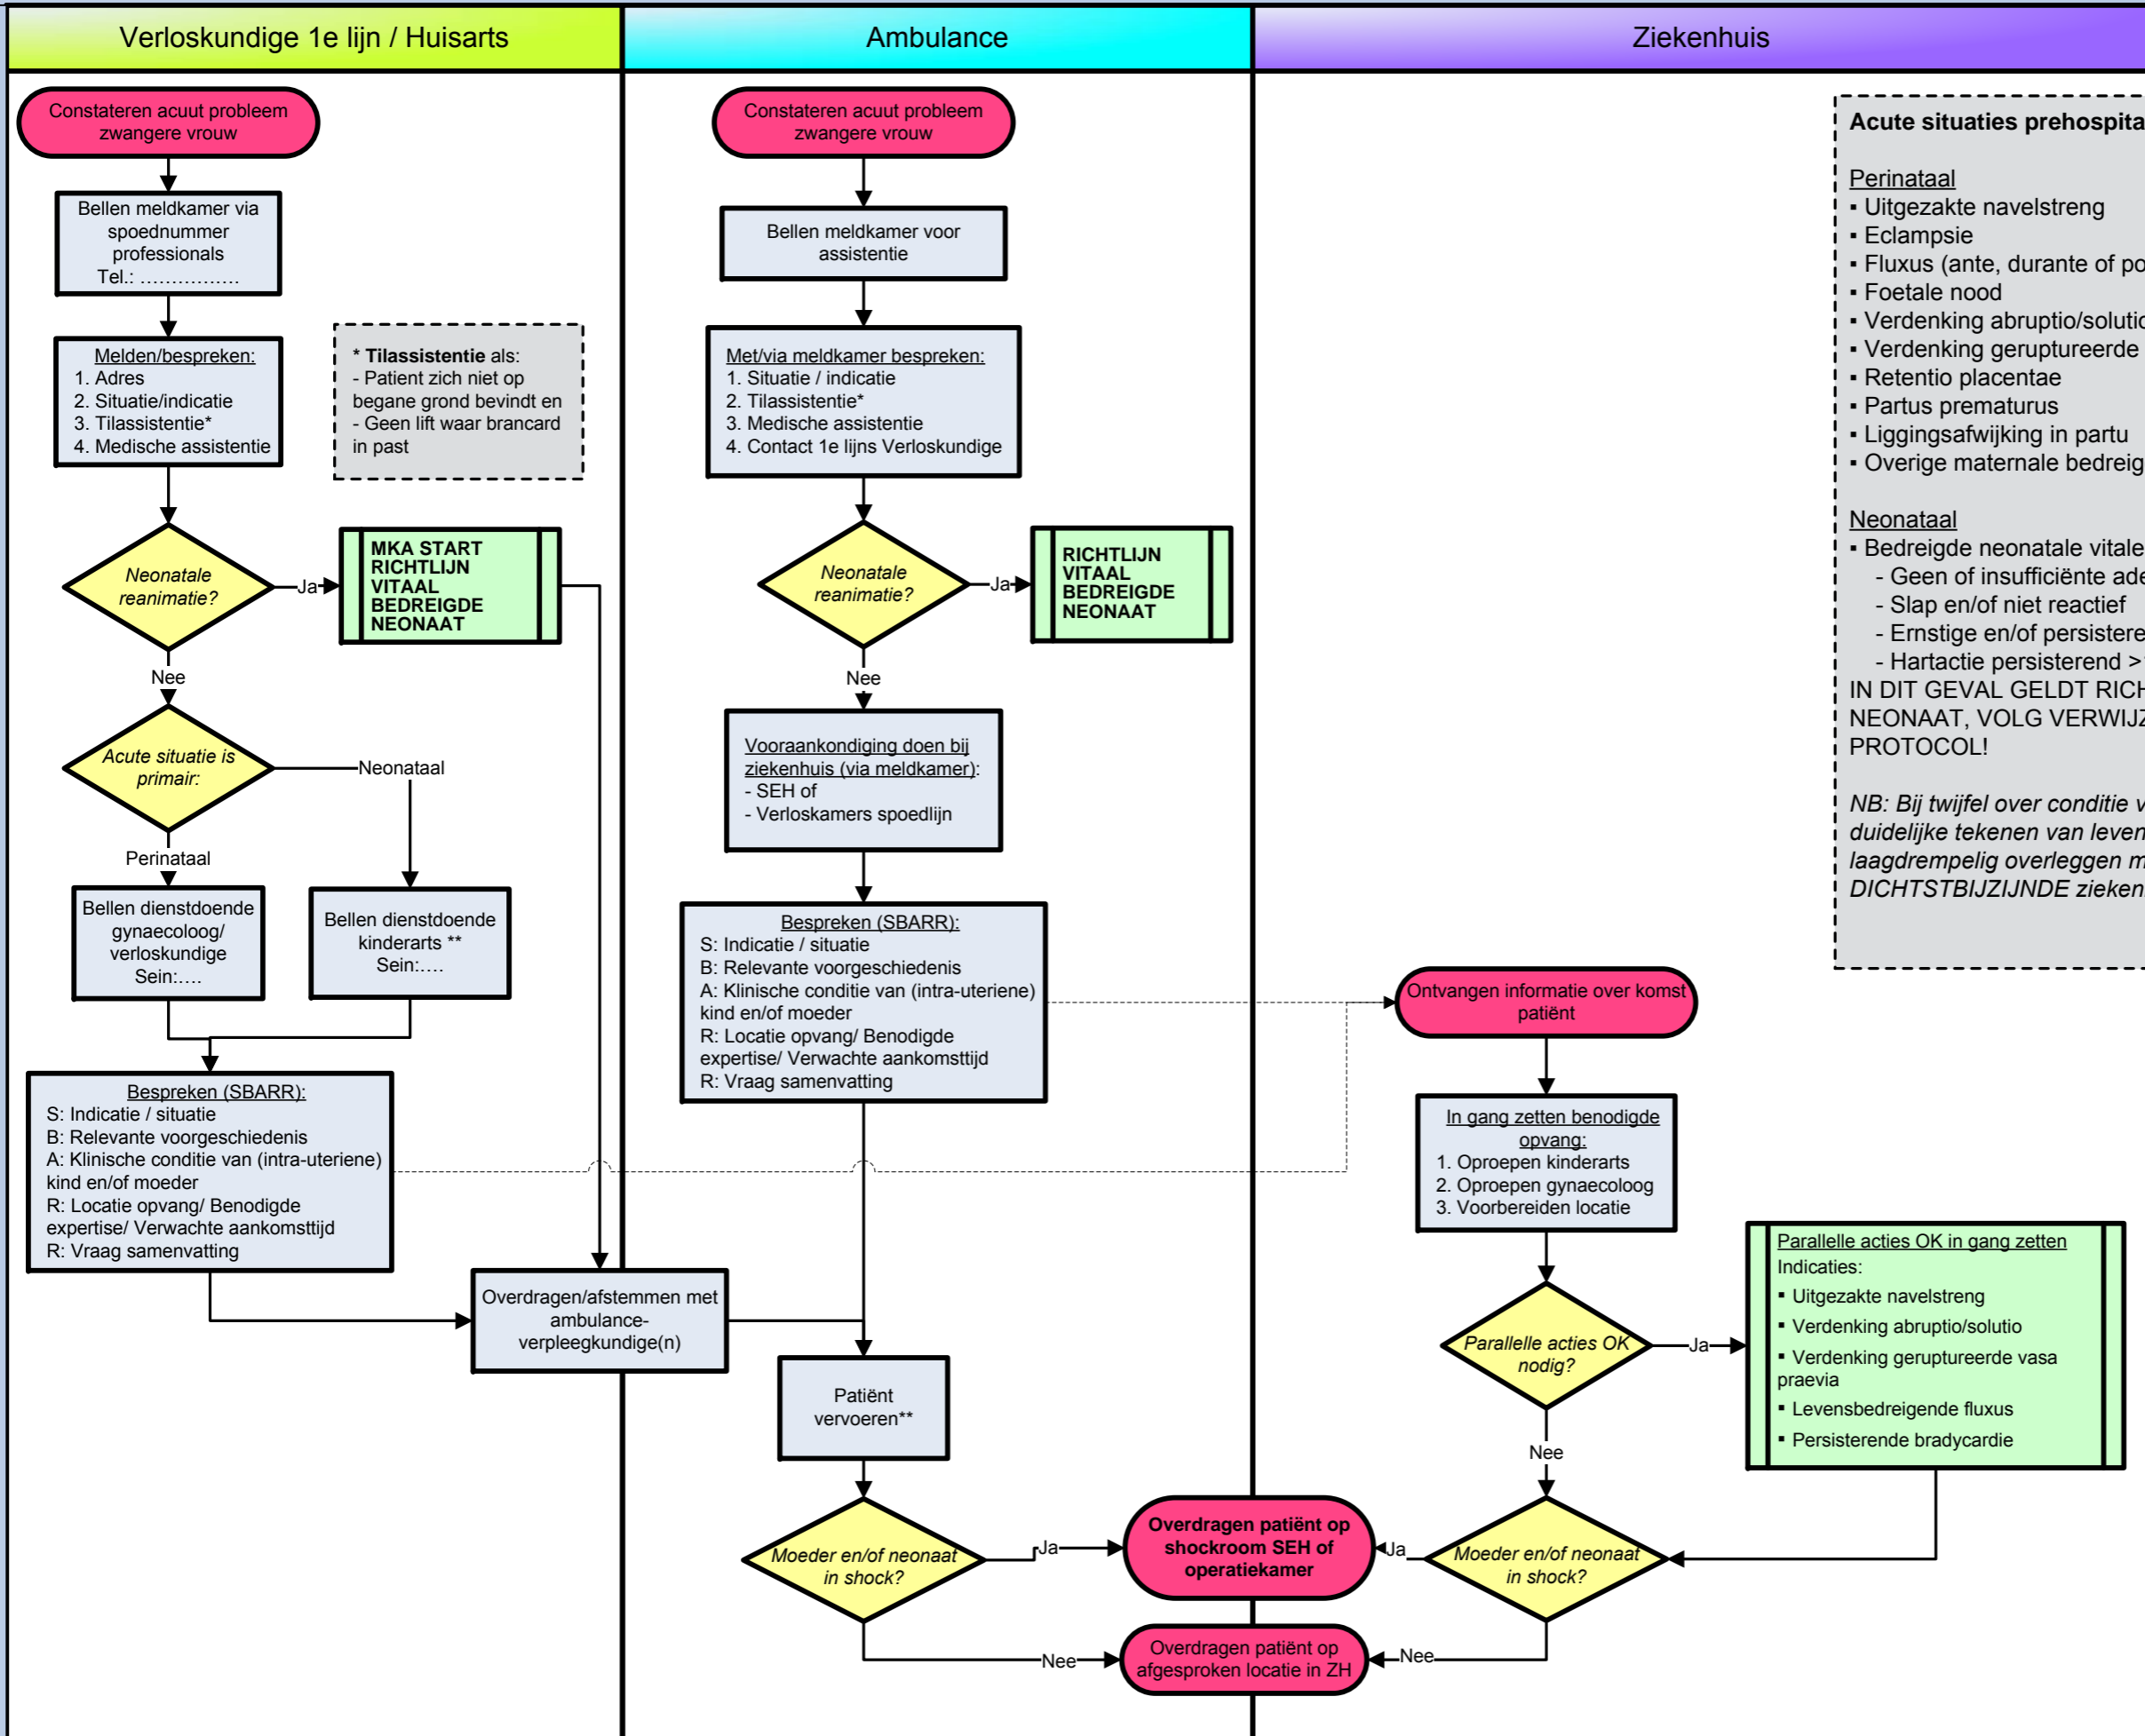 Verloskundige 1e lijn / Huisarts
Ambulance
Ziekenhuis
Constateren acuut probleem
zwangere vrouw
Bellen meldkamer via
spoednummer
professionals
Tel.: …………….
Melden/bespreken:
1. Adres
2. Situatie/indicatie
3. Tilassistentie*
4. Medische assistentie
* Tilassistentie als:
- Patient zich niet op
begane grond bevindt en
- Geen lift waar brancard
in past
Neonatale
reanimatie?
Ja
MKA START
RICHTLIJN
VITAAL
BEDREIGDE
NEONAAT
Nee
Acute situatie is
primair:
Neonataal
Perinataal
Bellen dienstdoende
gynaecoloog/
verloskundige
Sein:….
Bellen dienstdoende
kinderarts **
Sein:….
Bespreken (SBARR):
S: Indicatie / situatie
B: Relevante voorgeschiedenis
A: Klinische conditie van (intra-uteriene)
kind en/of moeder
R: Locatie opvang/ Benodigde
expertise/ Verwachte aankomsttijd
R: Vraag samenvatting
Overdragen/afstemmen met
ambulance-
verpleegkundige(n)
Constateren acuut probleem
zwangere vrouw
Bellen meldkamer voor
assistentie
Met/via meldkamer bespreken:
1. Situatie / indicatie
2. Tilassistentie*
3. Medische assistentie
4. Contact 1e lijns Verloskundige
Neonatale
reanimatie?
Ja
RICHTLIJN
VITAAL
BEDREIGDE
NEONAAT
Nee
Vooraankondiging doen bij
ziekenhuis (via meldkamer):
- SEH of
- Verloskamers spoedlijn
Bespreken (SBARR):
S: Indicatie / situatie
B: Relevante voorgeschiedenis
A: Klinische conditie van (intra-uteriene)
kind en/of moeder
R: Locatie opvang/ Benodigde
expertise/ Verwachte aankomsttijd
R: Vraag samenvatting
Patiënt
vervoeren**
Moeder en/of neonaat
in shock?
Ja
Nee
Overdragen patiënt op
shockroom SEH of
operatiekamer
Overdragen patiënt op
afgesproken locatie in ZH
Acute situaties prehospita
Perinataal
▪ Uitgezakte navelstreng
▪ Eclampsie
▪ Fluxus (ante, durante of po
▪ Foetale nood
▪ Verdenking abruptio/solutio
▪ Verdenking geruptureerde
▪ Retentio placentae
▪ Partus prematurus
▪ Liggingsafwijking in partu
▪ Overige maternale bedreig
Neonataal
▪ Bedreigde neonatale vitale
- Geen of insufficiënte ade
- Slap en/of niet reactief
- Ernstige en/of persistere
- Hartactie persisterend >
IN DIT GEVAL GELDT RICH
NEONAAT, VOLG VERWIJZ
PROTOCOL!
NB: Bij twijfel over conditie v
duidelijke tekenen van leven
laagdrempelig overleggen m
DICHTSTBIJZIJNDE zieken
Ontvangen informatie over komst
patiënt
In gang zetten benodigde
opvang:
1. Oproepen kinderarts
2. Oproepen gynaecoloog
3. Voorbereiden locatie
Parallelle acties OK
nodig?
Ja
Nee
Parallelle acties OK in gang zetten
Indicaties:
▪ Uitgezakte navelstreng
▪ Verdenking abruptio/solutio
▪ Verdenking geruptureerde vasa
praevia
▪ Levensbedreigende fluxus
▪ Persisterende bradycardie
Moeder en/of neonaat
in shock?
Ja
Nee